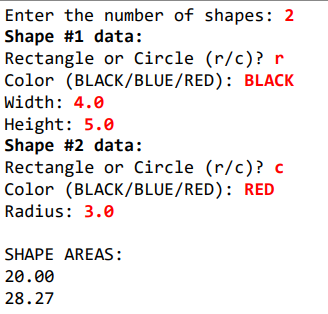 Enter the number of shapes: 2
Shape #1 data:
Rectangle or Circle (r/c)? r
Color (BLACK/BLUE/RED): BLACK
Width: 4.0
Height: 5.0
Shape #2 data:
Rectangle or Circle (r/c)? c
Color (BLACK/BLUE/RED): RED
Radius: 3.0

SHAPE AREAS:
20.00
28.27